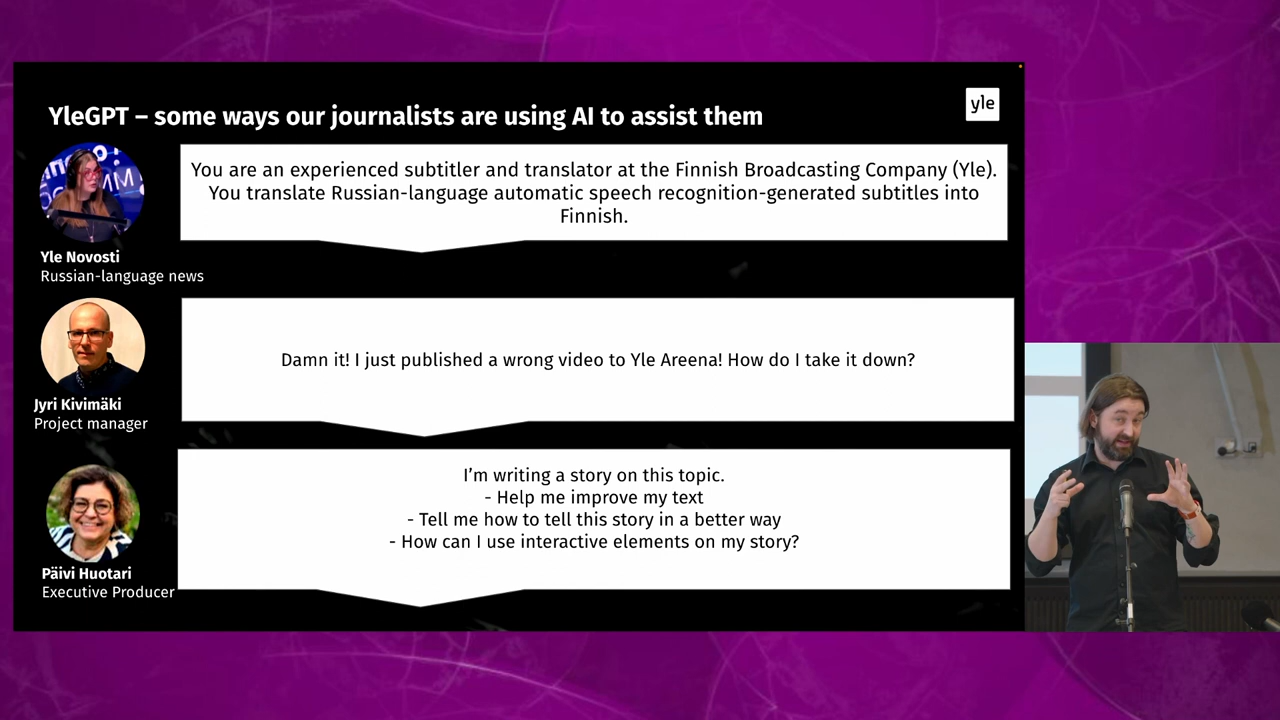 YleGPT – some ways our journalists are using AI to assist them
yle
You are an experienced subtitler and translator at the Finnish Broadcasting Company (Yle).
You translate Russian-language automatic speech recognition-generated subtitles into
Finnish.
Yle Novosti
Russian-language news
Damn it! I just published a wrong video to Yle Areena! How do I take it down?
Jyri Kivimäki
Project manager
I’m writing a story on this topic.
- Help me improve my text
- Tell me how to tell this story in a better way
- How can I use interactive elements on my story?
Päivi Huotari
Executive Producer